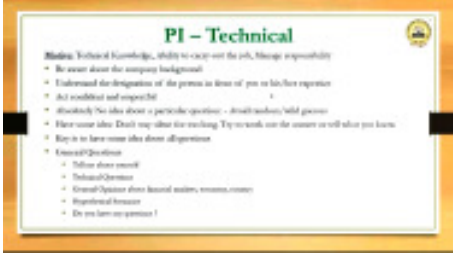 PI – Technical
Motive: Technical Knowledge, Ability to carry out the job, Manage responsibility
Be aware about the company background
Understand the designation of the person in front of you or his/her expertise
Act confident and respectful
Absolutely No idea about a particular question: - Avoid random/wild guesses
Have some idea: Don't stay silent for too long. Try to work out the answer or tell what you know
Key is to have some idea about all questions
General Questions
Tell me about yourself
Technical Questions
General Opinions about financial markets, economy, country
Hypothetical Scenario
Do you have any questions ?